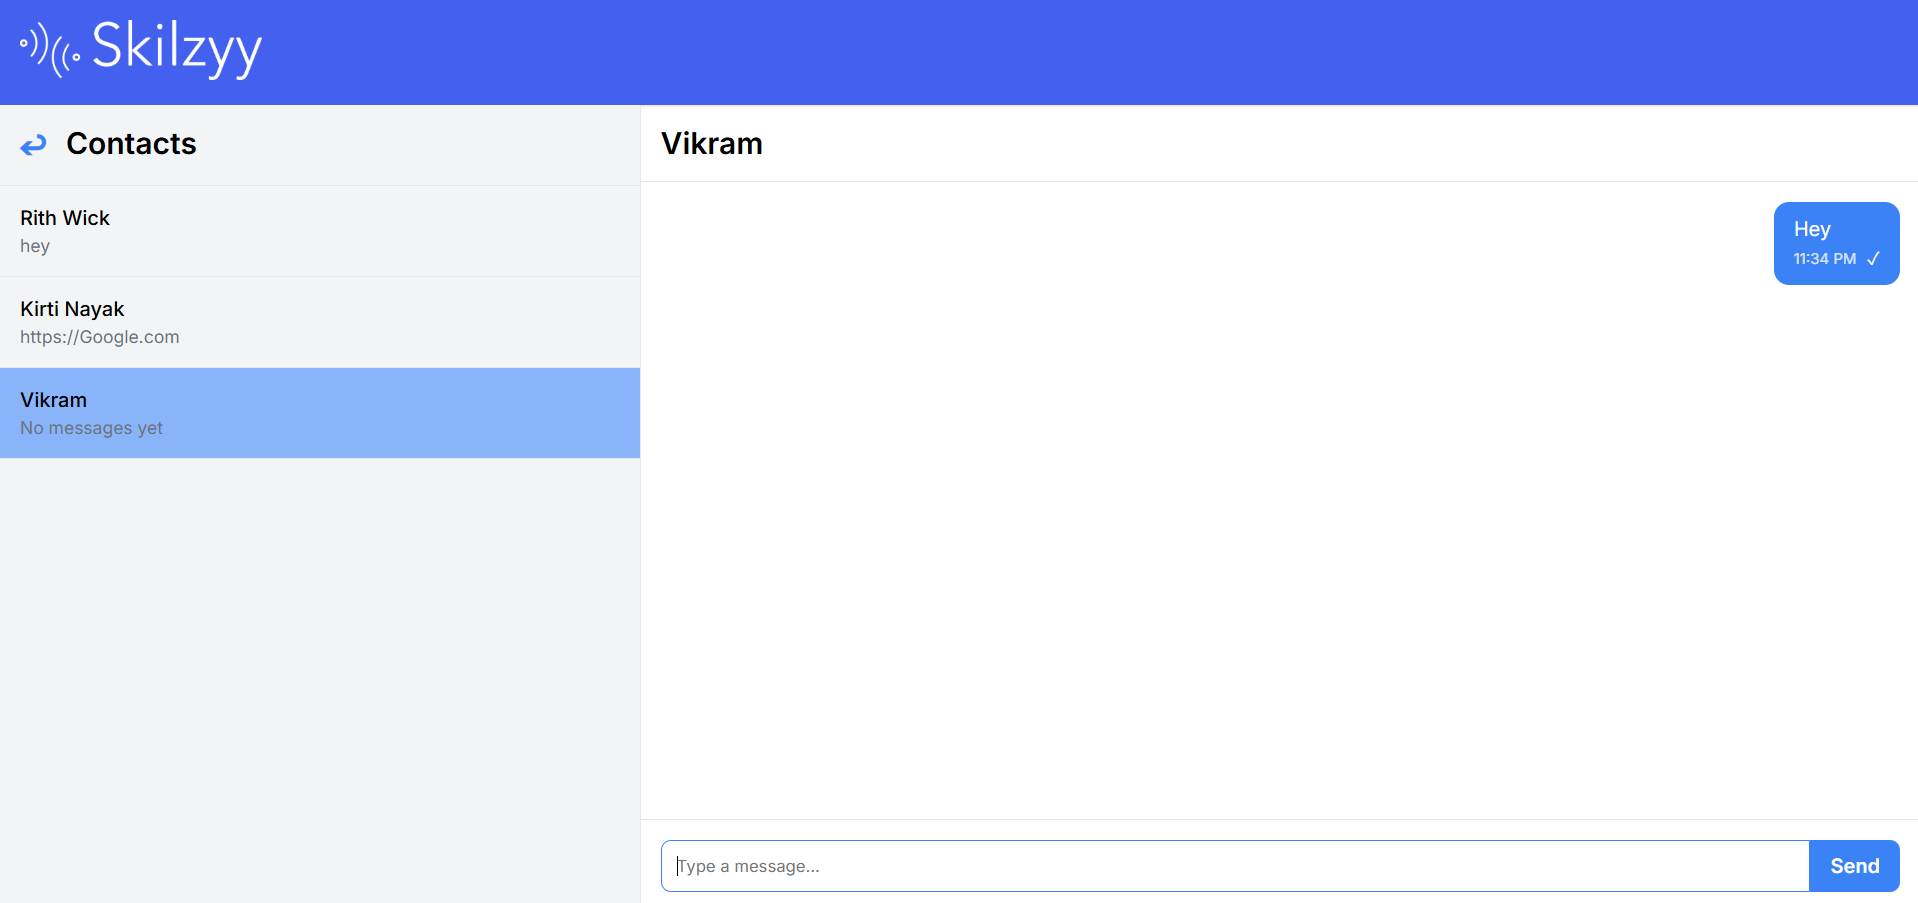 Skilzyy
Contacts
Rith Wick
hey
Kirti Nayak
https://Google.com
Vikram
No messages yet
Vikram
Hey
11:34 PM ✓
Type a message...
Send